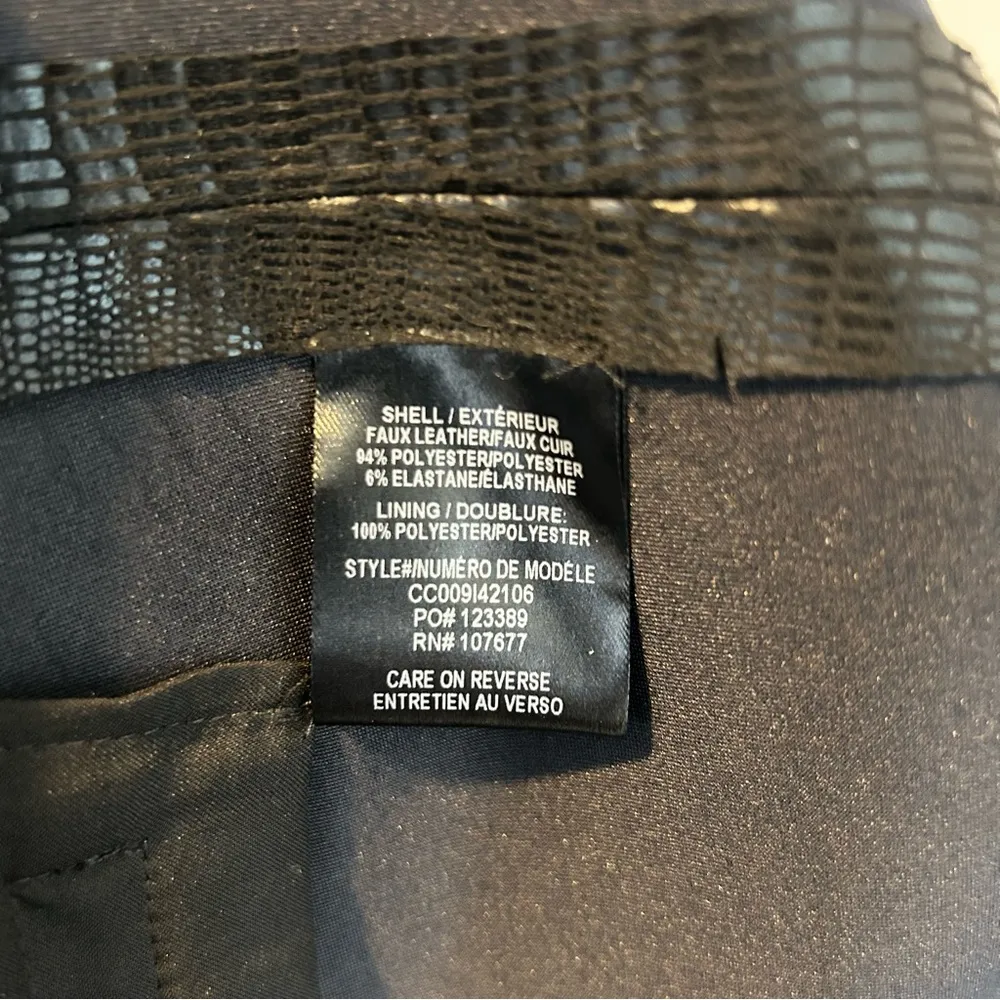 SHELL / EXTÉRIEUR
FAUX LEATHER/FAUX CUIR
94% POLYESTER/POLYESTER
6% ELASTANE/ÉLASTHANE
LINING / DOUBLURE:
100% POLYESTER/POLYESTER
STYLE#/NUMÉRO DE MODÉLE
CC009I42106
PO# 123389
RN# 107677
CARE ON REVERSE
ENTRETIEN AU VERSO